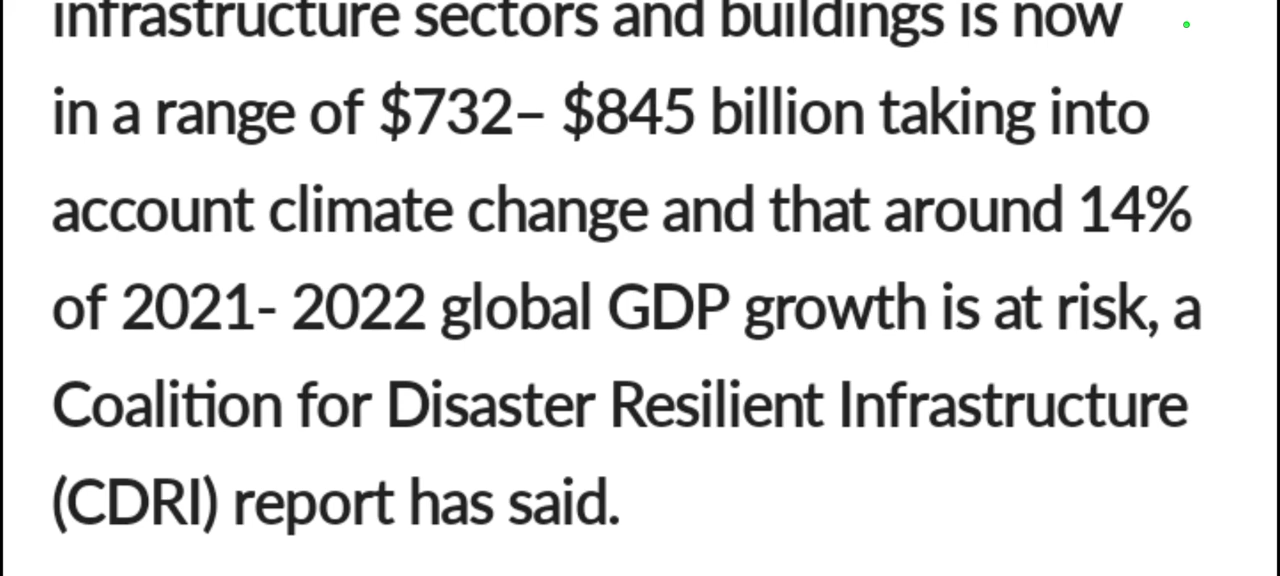 infrastructure sectors and buildings is now
in a range of $732– $845 billion taking into
account climate change and that around 14%
of 2021- 2022 global GDP growth is at risk, a
Coalition for Disaster Resilient Infrastructure
(CDRI) report has said.